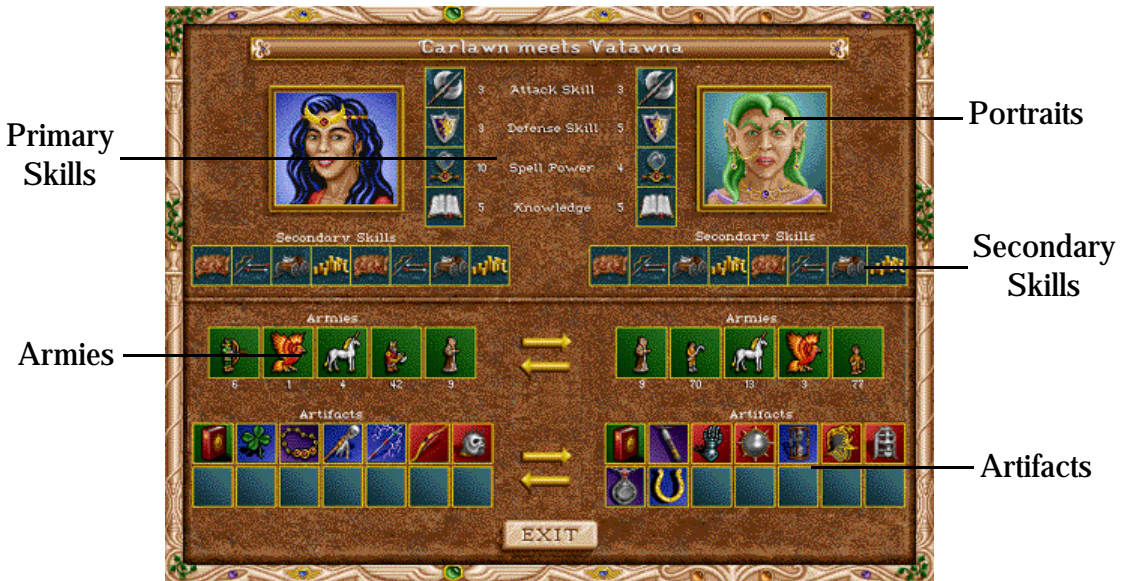 Carlawn meets Vatawna
3 Attack Skill 3
3 Defense Skill 5
10 Spell Power 4
5 Knowledge 5
Primary
Skills
Portraits
Secondary Skills
Secondary Skills
Secondary
Skills
Armies
Armies
Armies
6 1 4 42 9
9 70 13 3 77
Artifacts
Artifacts
Artifacts
EXIT